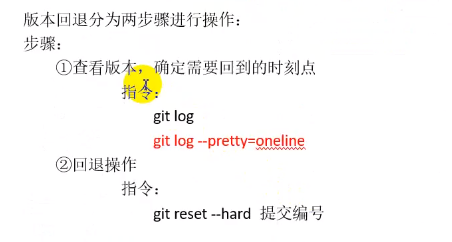 版本回退分为两步骤进行操作：
步骤：
①查看版本，确定需要回到的时刻点
指令：
git log
git log --pretty=oneline
②回退操作
指令：
git reset --hard 提交编号